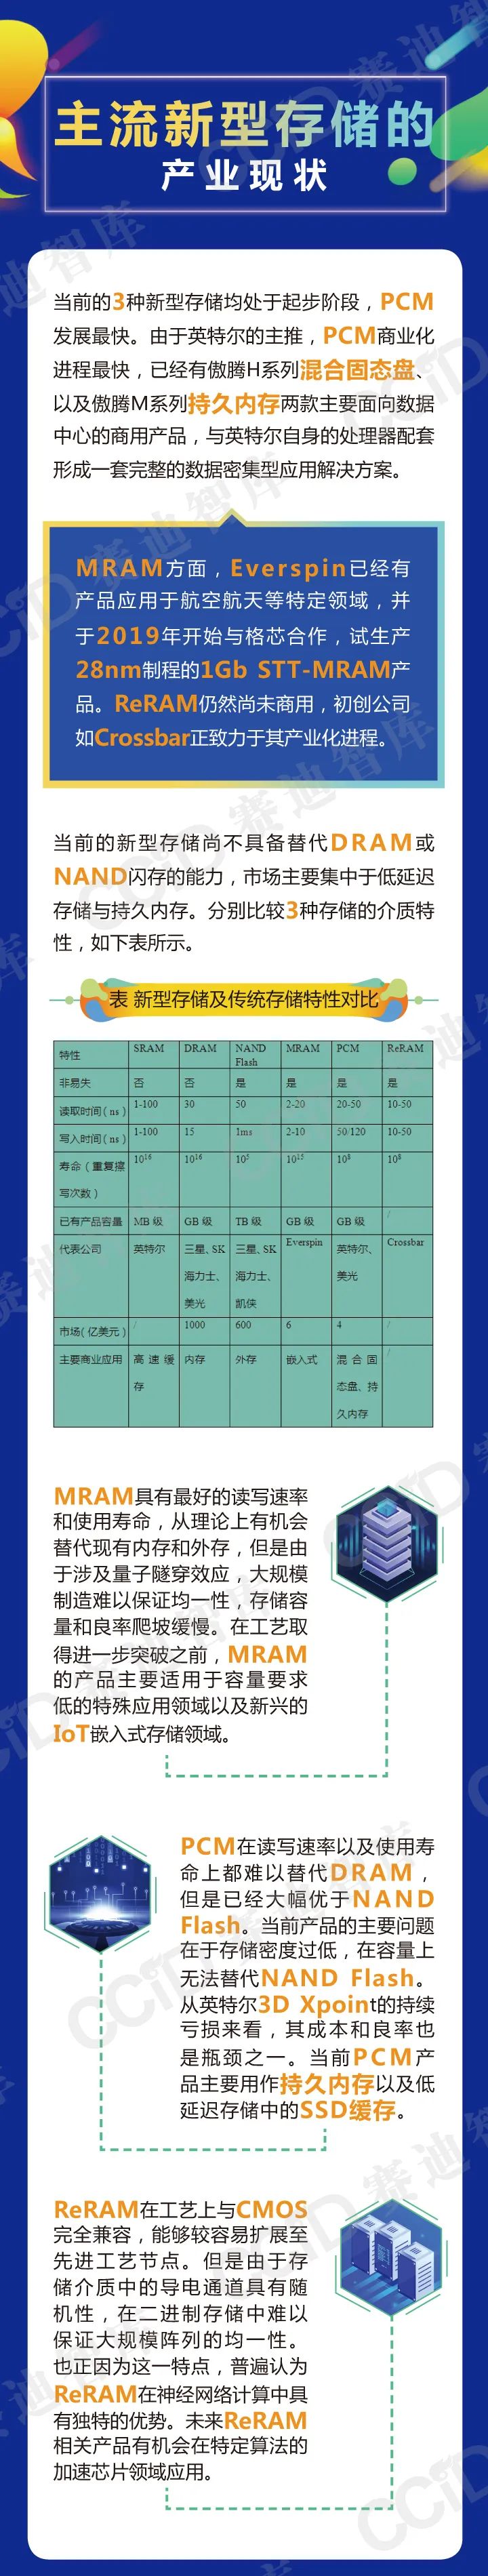 主流新型存储的
产业现状
当前的3种新型存储均处于起步阶段，PCM
发展最快。由于英特尔的主推，PCM商业化
进程最快，已经有傲腾H系列混合固态盘、
以及傲腾M系列持久内存两款主要面向数据
中心的商用产品，与英特尔自身的处理器配套
形成一套完整的数据密集型应用解决方案。
MRAM方面，Everspin已经有
产品应用于航空航天等特定领域，并
于2019年开始与格芯合作，试生产
28nm制程的1Gb STT-MRAM产
品。ReRAM仍然尚未商用，初创公司
如Crossbar正致力于其产业化进程。
当前的新型存储尚不具备替代DRAM或
NAND闪存的能力，市场主要集中于低延迟
存储与持久内存。分别比较3种存储的介质特
性，如下表所示。
表 新型存储及传统存储特性对比
特性 SRAM DRAM NAND Flash MRAM PCM ReRAM
非易失 否 否 是 是 是 是
读取时间（ns） 1-100 30 50 2-20 20-50 10-50
写入时间（ns） 1-100 15 1ms 2-10 50/120 10-50
寿命（重复擦写次数） 10^16 10^16 10^5 10^15 10^8 10^8
已有产品容量 MB 级 GB 级 TB 级 GB 级 GB 级 /
代表公司 英特尔 三星、SK海力士、美光 三星、SK海力士、凯侠 Everspin 英特尔、美光 Crossbar
市场（亿美元） / 1000 600 6 4 /
主要商业应用 高速缓存 内存 外存 嵌入式 混合固态盘、持久内存 /
MRAM具有最好的读写速率
和使用寿命，从理论上有机会
替代现有内存和外存，但是由
于涉及量子隧穿效应，大规模
制造难以保证均一性，存储容
量和良率爬坡缓慢。在工艺取
得进一步突破之前，MRAM
的产品主要适用于容量要求
低的特殊应用领域以及新兴的
IoT嵌入式存储领域。
PCM在读写速率以及使用寿
命上都难以替代DRAM，
但是已经大幅优于NAND
Flash。当前产品的主要问题
在于存储密度过低，在容量上
无法替代NAND Flash。
从英特尔3D Xpoint的持续
亏损来看，其成本和良率也
是瓶颈之一。当前PCM产
品主要用作持久内存以及低
延迟存储中的SSD缓存。
ReRAM在工艺上与CMOS
完全兼容，能够较容易扩展至
先进工艺节点。但是由于存
储介质中的导电通道具有随
机性，在二进制存储中难以
保证大规模阵列的均一性。
也正因为这一特点，普遍认为
ReRAM在神经网络计算中具
有独特的优势。未来ReRAM
相关产品有机会在特定算法的
加速芯片领域应用。
CCID 赛迪智库